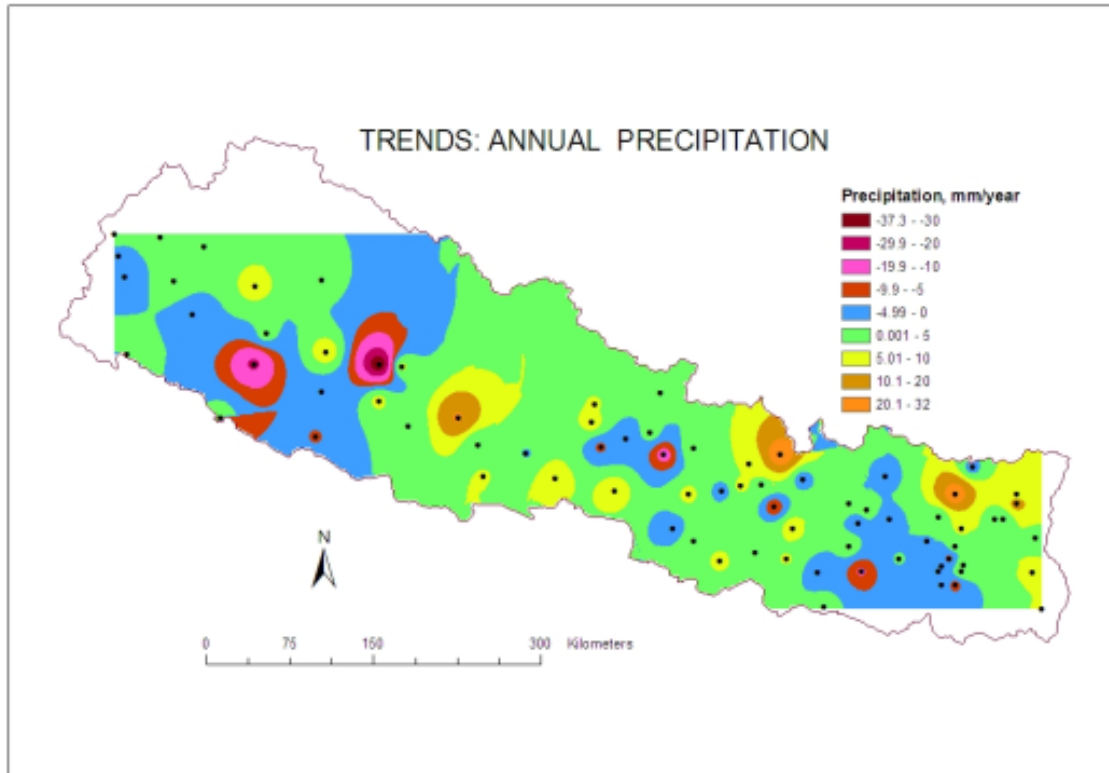 TRENDS: ANNUAL PRECIPITATION
Precipitation, mm/year
-37.3 - -30
-29.9 - -20
-19.9 - -10
-9.9 - -5
-4.99 - 0
0.001 - 5
5.01 - 10
10.1 - 20
20.1 - 32
N
0 75 150 300 Kilometers